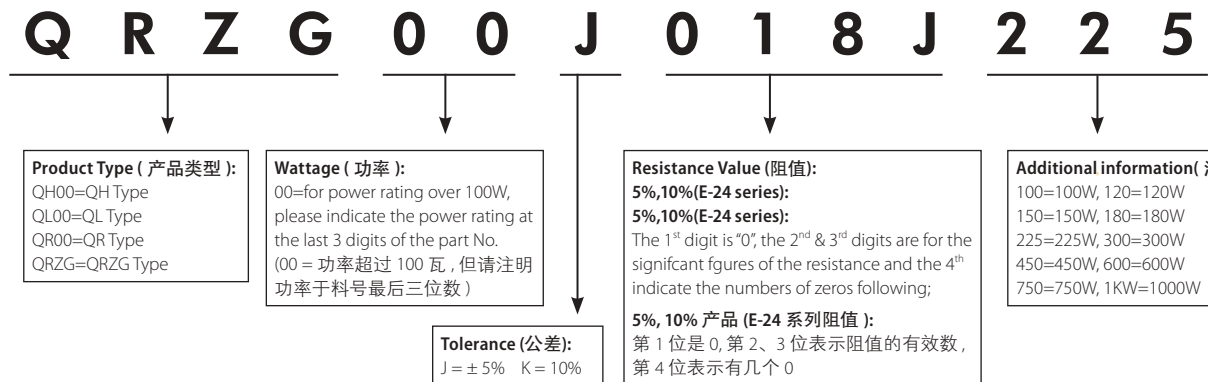 Q R Z G 0 0 J 0 1 8 J 2 2 5
Product Type ( 产品类型 ):
QH00=QH Type
QL00=QL Type
QR00=QR Type
QRZG=QRZG Type
Wattage ( 功率 ):
00=for power rating over 100W,
please indicate the power rating at
the last 3 digits of the part No.
(00 = 功率超过 100 瓦 , 但请注明
功率于料号最后三位数 )
Tolerance (公差):
J = ± 5% K = 10%
Resistance Value (阻值):
5%,10%(E-24 series):
5%,10%(E-24 series):
The 1st digit is “0”, the 2nd & 3rd digits are for the
signifcant fgures of the resistance and the 4th
indicate the numbers of zeros following;
5%, 10% 产品 (E-24 系列阻值 ):
第 1 位是 0, 第 2、3 位表示阻值的有效数 ,
第 4 位表示有几个 0
Additional information(
100=100W, 120=120W
150=150W, 180=180W
225=225W, 300=300W
450=450W, 600=600W
750=750W, 1KW=1000W